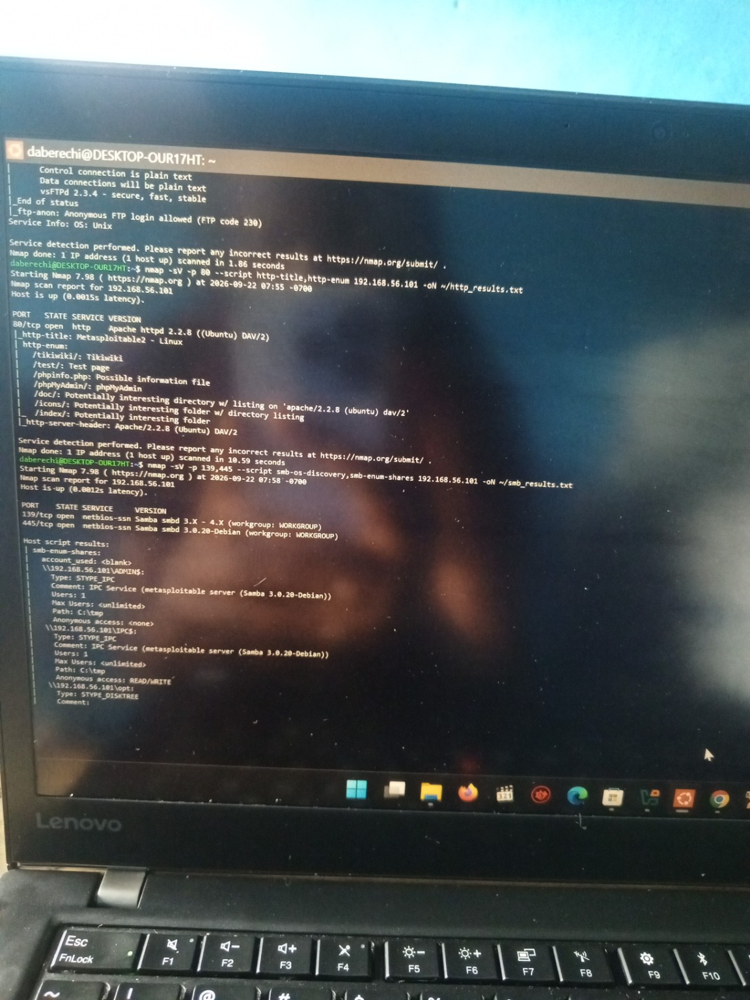 daberechi@DESKTOP-OUR17HT: ~
|     Control connection is plain text
|     Data connections will be plain text
|     vsFTPd 2.3.4 - secure, fast, stable
|_End of status
|_ftp-anon: Anonymous FTP login allowed (FTP code 230)
Service Info: OS: Unix
Service detection performed. Please report any incorrect results at https://nmap.org/submit/ .
Nmap done: 1 IP address (1 host up) scanned in 1.86 seconds
daberechi@DESKTOP-OUR17HT:~$ nmap -sV -p 80 --script http-title,http-enum 192.168.56.101 -oN ~/http_results.txt
Starting Nmap 7.98 ( https://nmap.org ) at 2026-09-22 07:55 -0700
Nmap scan report for 192.168.56.101
Host is up (0.0015s latency).
PORT   STATE SERVICE VERSION
80/tcp open  http    Apache httpd 2.2.8 ((Ubuntu) DAV/2)
|_http-title: Metasploitable2 - Linux
| http-enum:
|   /tikiwiki/: Tikiwiki
|   /test/: Test page
|   /phpinfo.php: Possible information file
|   /phpMyAdmin/: phpMyAdmin
|   /doc/: Potentially interesting directory w/ listing on 'apache/2.2.8 (ubuntu) dav/2'
|   /icons/: Potentially interesting folder w/ directory listing
|_  /index/: Potentially interesting folder
|_http-server-header: Apache/2.2.8 (Ubuntu) DAV/2
Service detection performed. Please report any incorrect results at https://nmap.org/submit/ .
Nmap done: 1 IP address (1 host up) scanned in 10.59 seconds
daberechi@DESKTOP-OUR17HT:~$ nmap -sV -p 139,445 --script smb-os-discovery,smb-enum-shares 192.168.56.101 -oN ~/smb_results.txt
Starting Nmap 7.98 ( https://nmap.org ) at 2026-09-22 07:58 -0700
Nmap scan report for 192.168.56.101
Host is up (0.0012s latency).
PORT    STATE SERVICE     VERSION
139/tcp open  netbios-ssn Samba smbd 3.X - 4.X (workgroup: WORKGROUP)
445/tcp open  netbios-ssn Samba smbd 3.0.20-Debian (workgroup: WORKGROUP)
Host script results:
| smb-enum-shares:
|   account_used: <blank>
|   \\192.168.56.101\ADMIN$:
|     Type: STYPE_IPC
|     Comment: IPC Service (metasploitable server (Samba 3.0.20-Debian))
|     Users: 1
|     Max Users: <unlimited>
|     Path: C:\tmp
|     Anonymous access: <none>
|   \\192.168.56.101\IPC$:
|     Type: STYPE_IPC
|     Comment: IPC Service (metasploitable server (Samba 3.0.20-Debian))
|     Users: 1
|     Max Users: <unlimited>
|     Path: C:\tmp
|     Anonymous access: READ/WRITE
|   \\192.168.56.101\opt:
|     Type: STYPE_DISKTREE
|     Comment:
321
Lenovo
Esc
FnLock
F1
F2
F3
F4
F5
F6
F7
F8
F9
F10
~
!
@
#